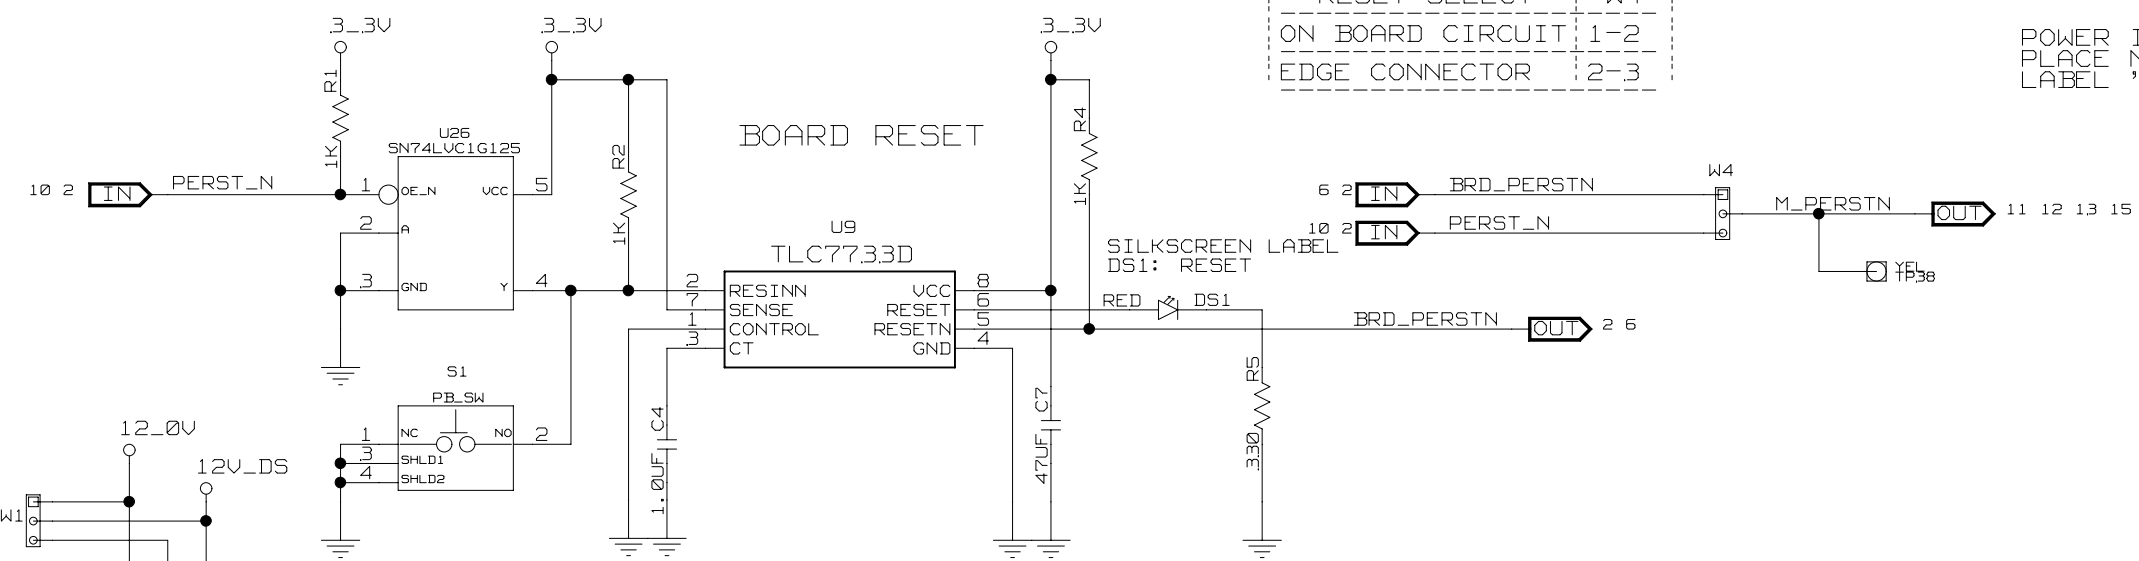 RESET SELECT W4
ON BOARD CIRCUIT 1-2
EDGE CONNECTOR 2-3
POWER
PLACE
LABEL
3_3V
3_3V
3_3V
R1
1K
U26
SN74LVC1G125
10 2 IN PERST_N
1 OE_N VCC 5
2 A
3 GND Y 4
R2
1K
BOARD RESET
R4
1K
U9
TLC7733D
2 RESINN VCC 8
7 SENSE RESET 6
1 CONTROL RESETN 5
3 CT GND 4
SILKSCREEN LABEL
DS1: RESET
RED DS1
BRD_PERSTN OUT 2 6
6 2 IN BRD_PERSTN
10 2 IN PERST_N
W4
M_PERSTN OUT 11 12 13 15
YEL
TP38
S1
PB_SW
1 NC NO 2
3 SHLD1
4 SHLD2
C4
1.0UF
C7
47UF
R5
330
12_0V
12V_DS
W1